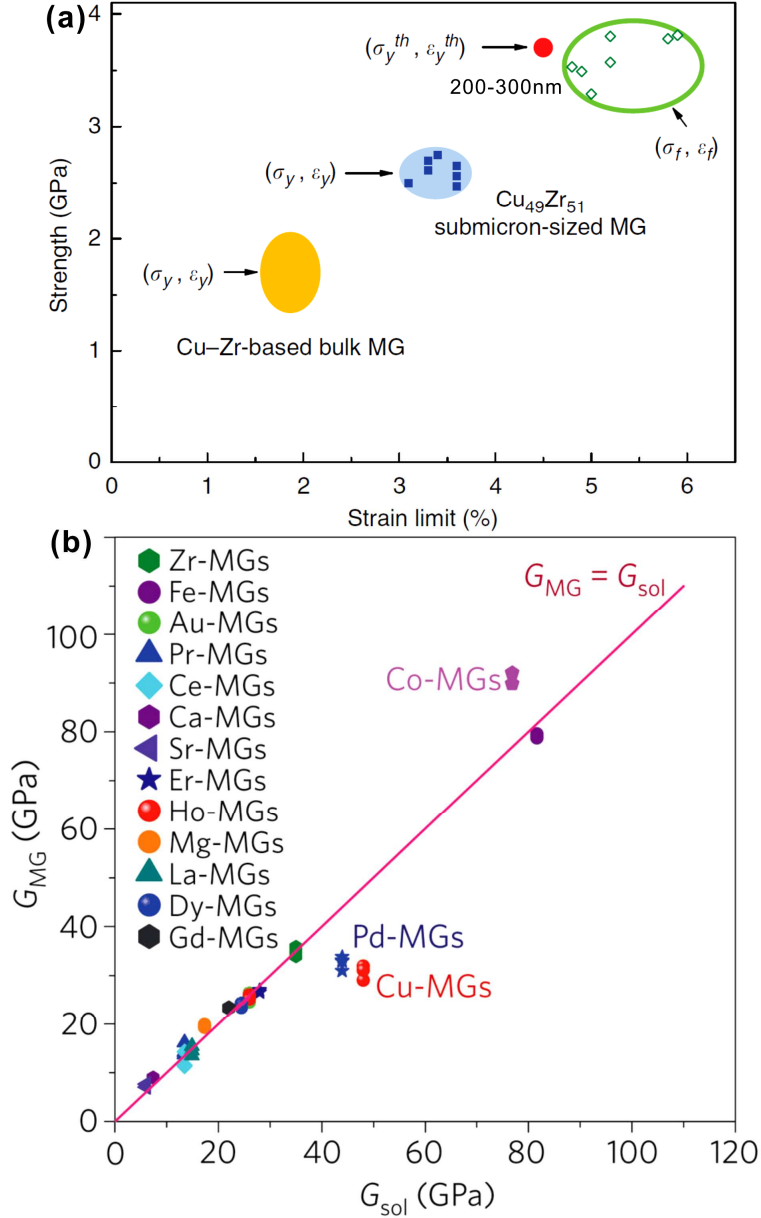 (a)
4
3
2
1
0
Strength (GPa)
(σy^th, εy^th)
200-300nm
(σf, εf)
(σy, εy)
Cu49Zr51
submicron-sized MG
(σy, εy)
Cu–Zr-based bulk MG
0 1 2 3 4 5 6
Strain limit (%)
(b)
Zr-MGs
Fe-MGs
Au-MGs
Pr-MGs
Ce-MGs
Ca-MGs
Sr-MGs
Er-MGs
Ho-MGs
Mg-MGs
La-MGs
Dy-MGs
Gd-MGs
GMG = Gsol
Co-MGs
Pd-MGs
Cu-MGs
100
80
60
40
20
0
GMG (GPa)
0 20 40 60 80 100 120
Gsol (GPa)